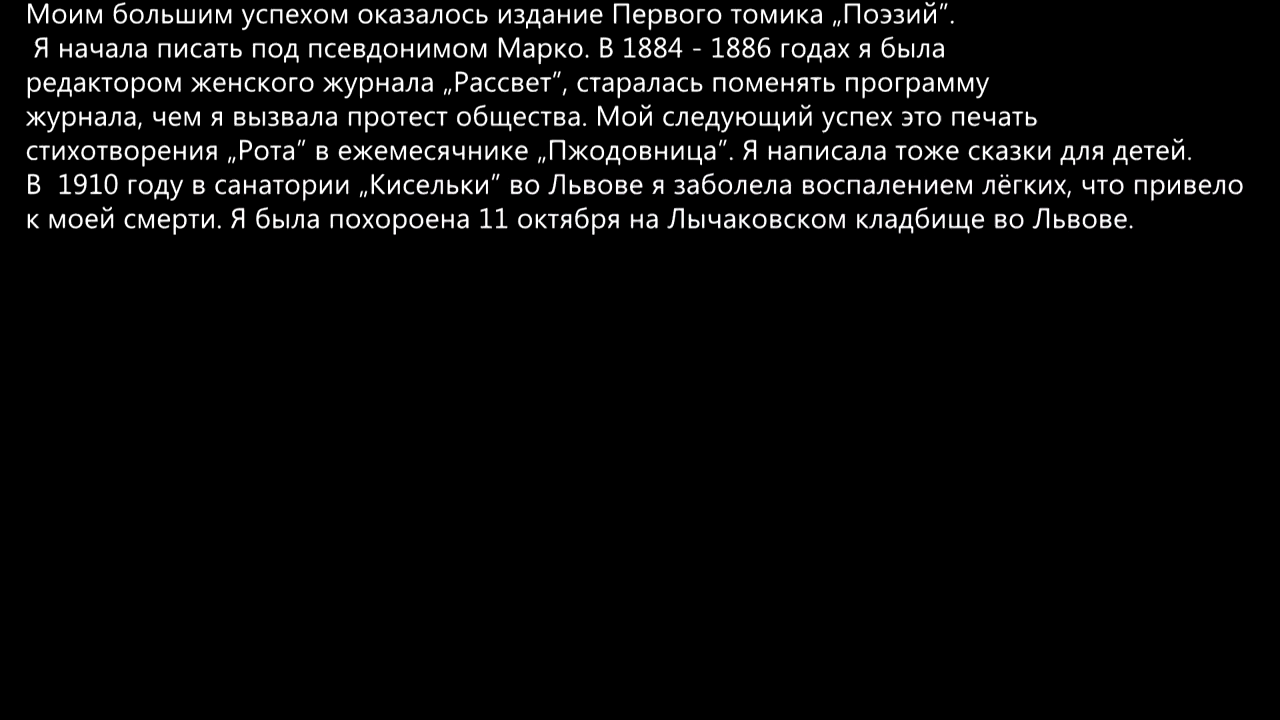 Моим большим успехом оказалось издание Первого томика „Поэзий”.
Я начала писать под псевдонимом Марко. В 1884 - 1886 годах я была
редактором женского журнала „Рассвет”, старалась поменять программу
журнала, чем я вызвала протест общества. Мой следующий успех это печать
стихотворения „Рота” в ежемесячнике „Пжодовница”. Я написала тоже сказки для детей.
В  1910 году в санатории „Кисельки” во Львове я заболела воспалением лёгких, что привело
к моей смерти. Я была похороена 11 октября на Лычаковском кладбище во Львове.